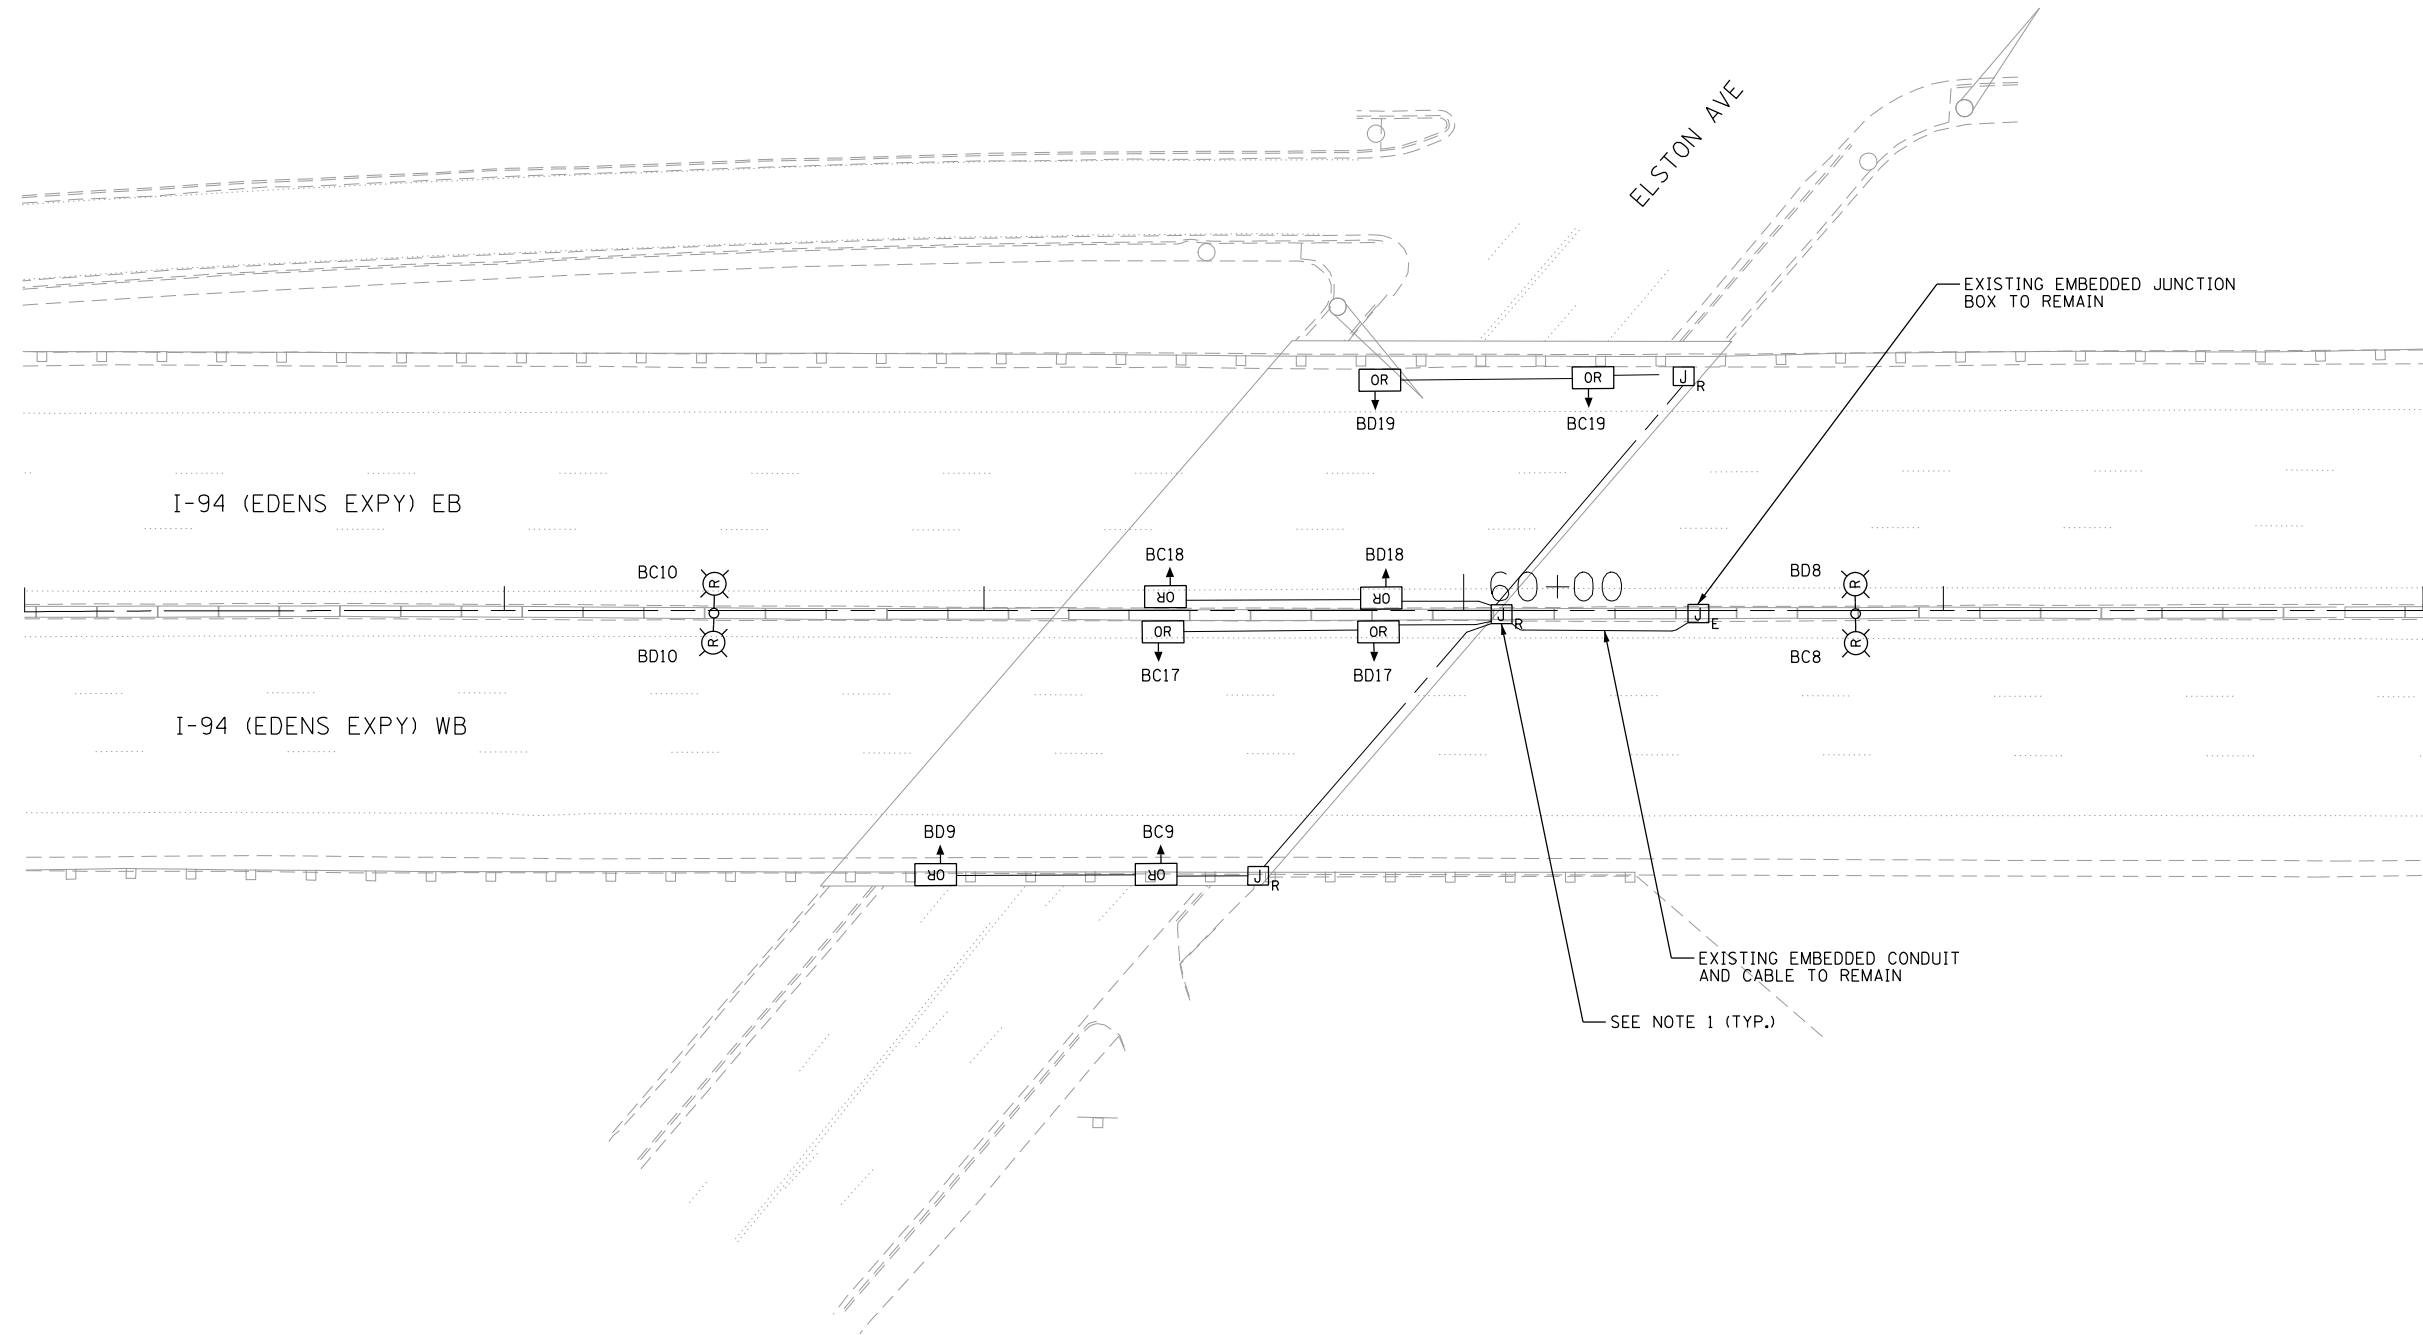 ELSTON AVE
EXISTING EMBEDDED JUNCTION
BOX TO REMAIN
OR
OR
J
R
BD19
BC19
I-94 (EDENS EXPY) EB
BC18
BD18
BC10
R
OR
OR
60+00
BD8
R
J
R
J
E
BD10
R
OR
OR
BC8
R
BC17
BD17
I-94 (EDENS EXPY) WB
BD9
BC9
OR
OR
J
R
EXISTING EMBEDDED CONDUIT
AND CABLE TO REMAIN
SEE NOTE 1 (TYP.)